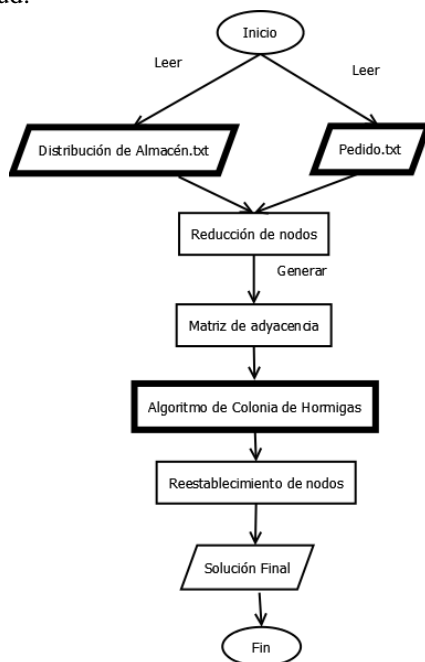 ad.
Inicio
Leer
Leer
Distribución de Almacén.txt
Pedido.txt
Reducción de nodos
Generar
Matriz de adyacencia
Algoritmo de Colonia de Hormigas
Reestablecimiento de nodos
Solución Final
Fin